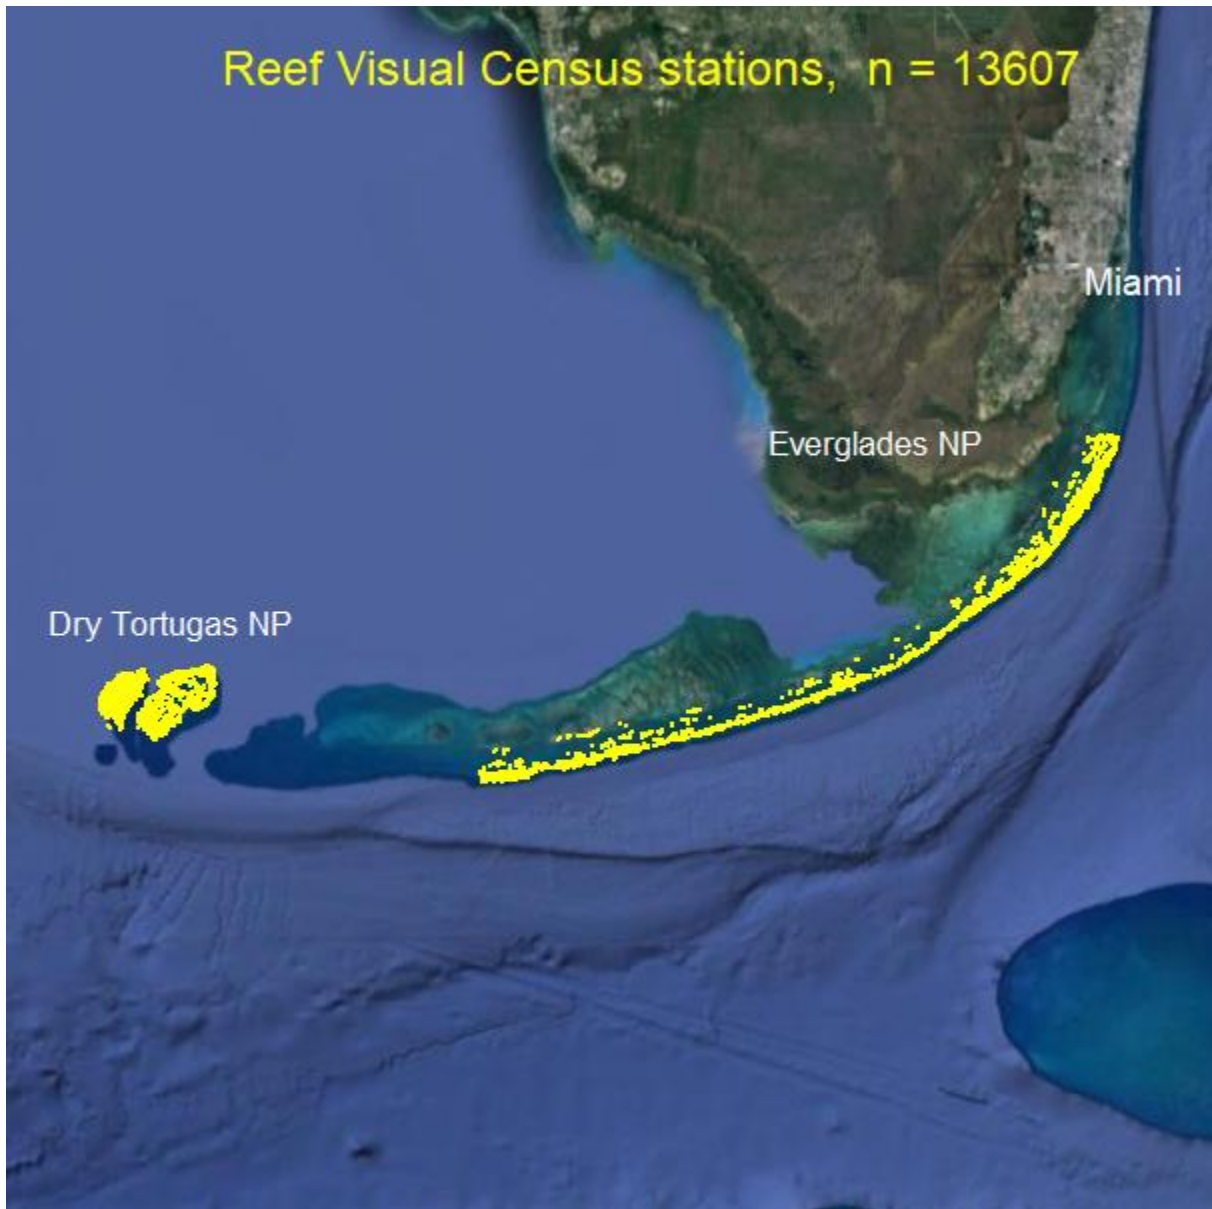 Reef Visual Census stations, n = 13607
Miami
Everglades NP
Dry Tortugas NP